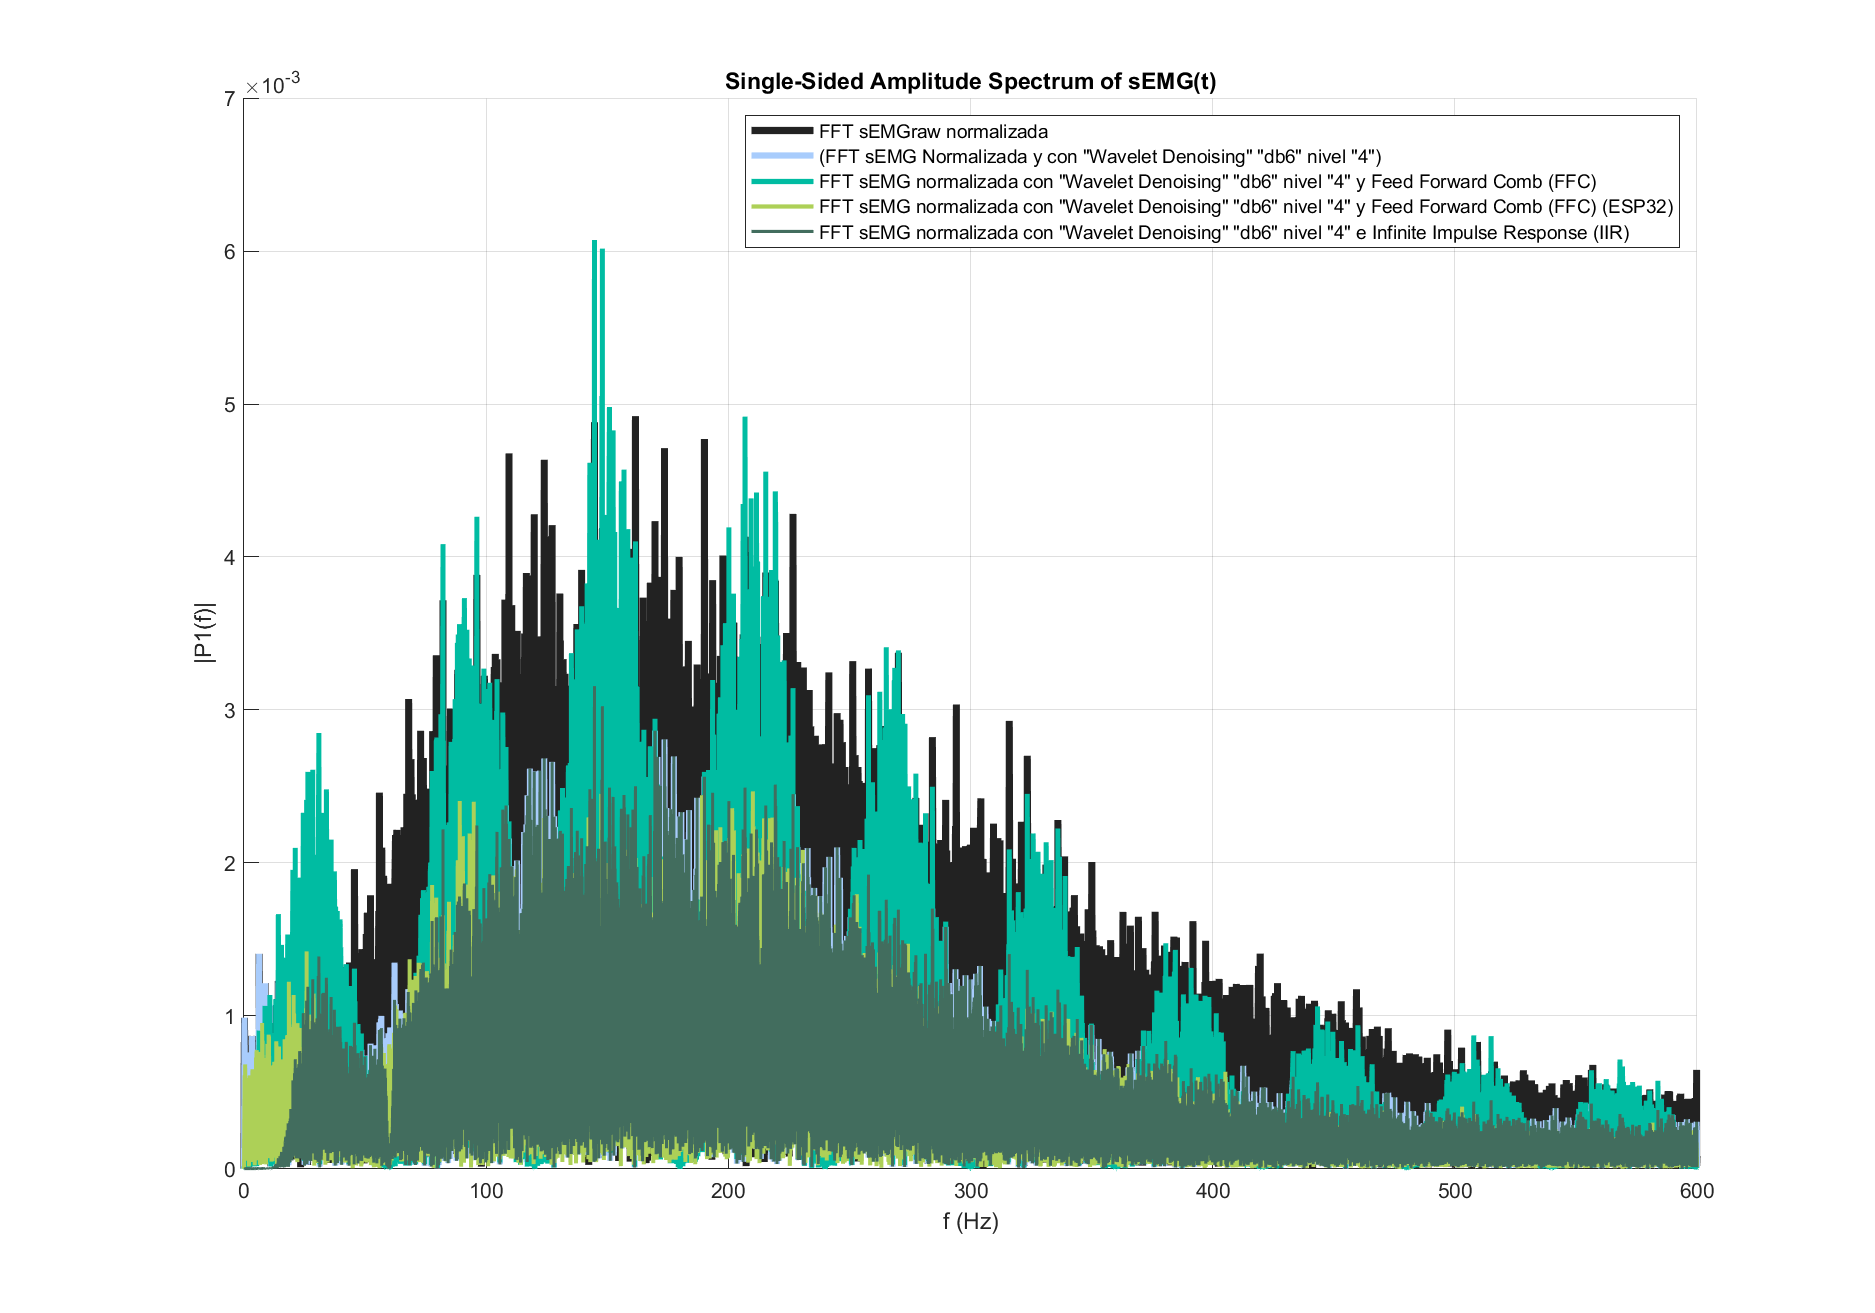 Single-Sided Amplitude Spectrum of sEMG(t)
×10-3
7
6
5
4
3
2
1
0
|P1(f)|
FFT sEMGraw normalizada
(FFT sEMG Normalizada y con "Wavelet Denoising" "db6" nivel "4")
FFT sEMG normalizada con "Wavelet Denoising" "db6" nivel "4" y Feed Forward Comb (FFC)
FFT sEMG normalizada con "Wavelet Denoising" "db6" nivel "4" y Feed Forward Comb (FFC) (ESP32)
FFT sEMG normalizada con "Wavelet Denoising" "db6" nivel "4" e Infinite Impulse Response (IIR)
0 100 200 300 400 500 600
f (Hz)